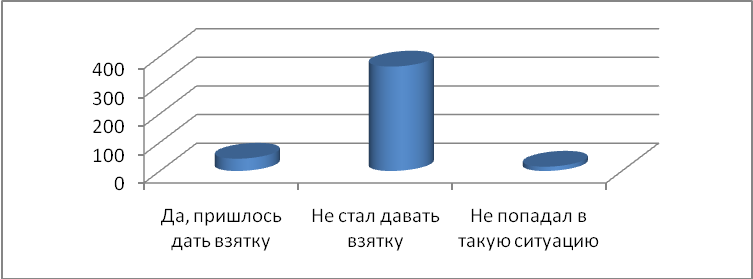 400
300
200
100
0
Да, пришлось
дать взятку
Не стал давать
взятку
Не попадал в
такую ситуацию